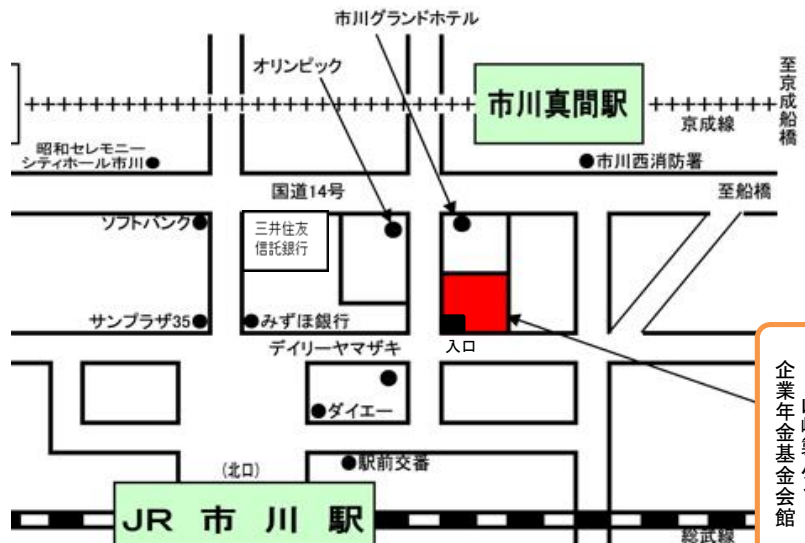 市川グランドホテル
オリンピック
市川真間駅
至京成船橋
京成線
昭和セレモニー
シティホール市川
市川西消防署
国道14号
至船橋
ソフトバンク
三井住友
信託銀行
サンプラザ35
みずほ銀行
入口
デイリーヤマザキ
ダイエー
企業年金基金会館
(北口)
駅前交番
JR 市川駅
総武線